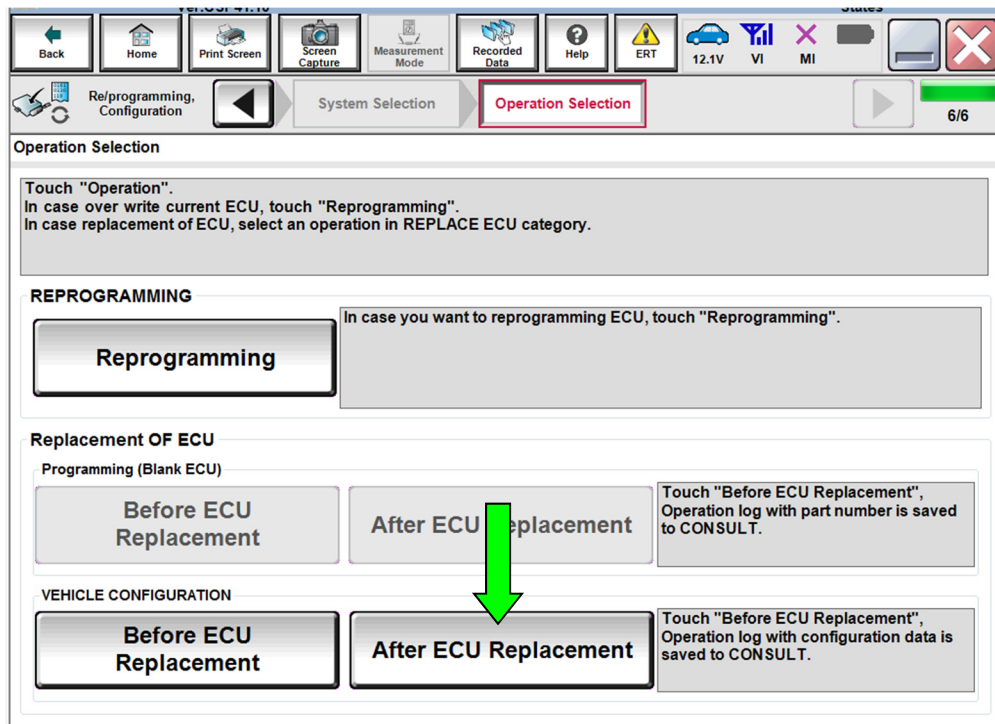 Back
Home
Print Screen
Screen
Capture
Measurement
Mode
Recorded
Data
Help
ERT
12.1V
VI
MI
Re/programming,
Configuration
System Selection
Operation Selection
6/6
Operation Selection
Touch "Operation".
In case over write current ECU, touch "Reprogramming".
In case replacement of ECU, select an operation in REPLACE ECU category.
REPROGRAMMING
Reprogramming
In case you want to reprogramming ECU, touch "Reprogramming".
Replacement OF ECU
Programming (Blank ECU)
Before ECU
Replacement
After ECU
Touch "Before ECU Replacement",
Operation log with part number is saved
to CONSULT.
VEHICLE CONFIGURATION
Before ECU
Replacement
After ECU Replacement
Touch "Before ECU Replacement",
Operation log with configuration data is
saved to CONSULT.